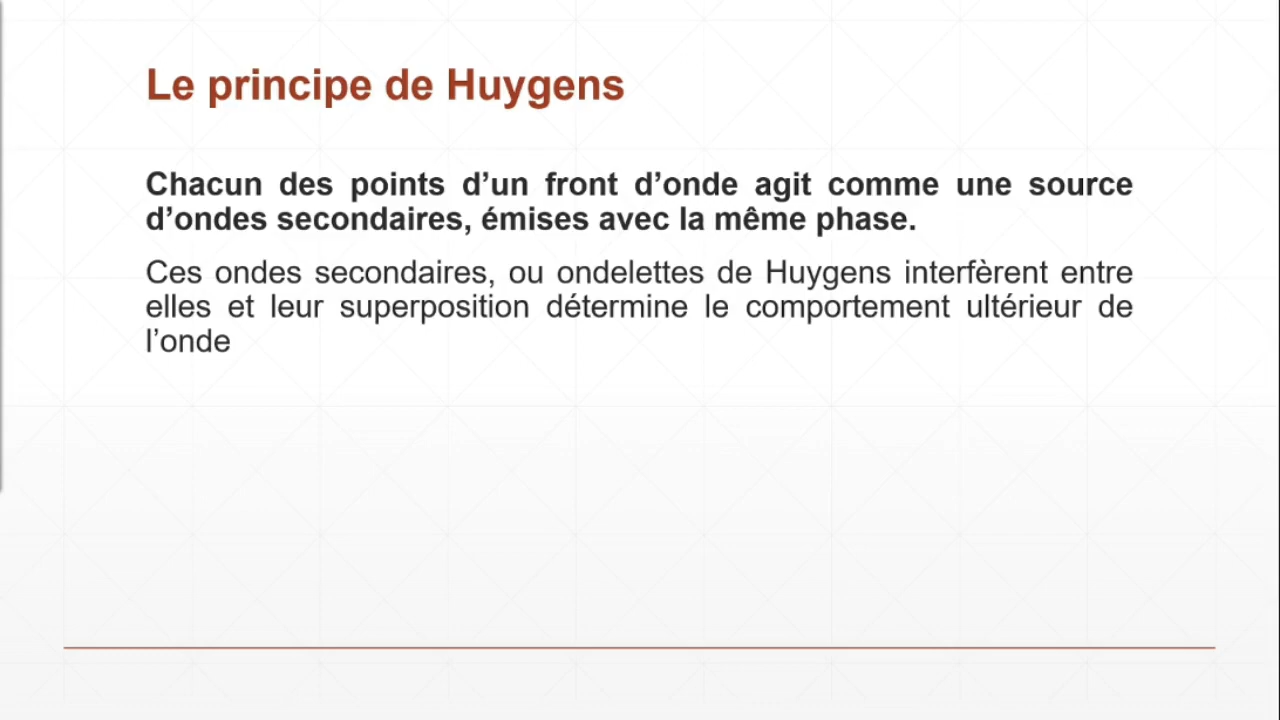 Le principe de Huygens
Chacun des points d’un front d’onde agit comme une source
d’ondes secondaires, émises avec la même phase.
Ces ondes secondaires, ou ondelettes de Huygens interfèrent entre
elles et leur superposition détermine le comportement ultérieur de
l’onde